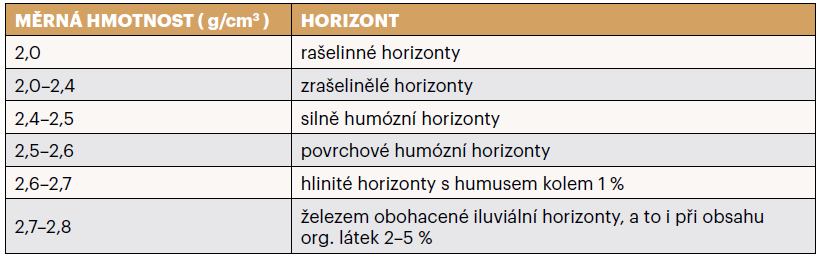 MĚRNÁ HMOTNOST ( g/cm³ ) HORIZONT
2,0 rašelinné horizonty
2,0–2,4 zrašelinělé horizonty
2,4–2,5 silně humózní horizonty
2,5–2,6 povrchové humózní horizonty
2,6–2,7 hlinité horizonty s humusem kolem 1 %
2,7–2,8 železem obohacené iluviální horizonty, a to i při obsahu
org. látek 2–5 %